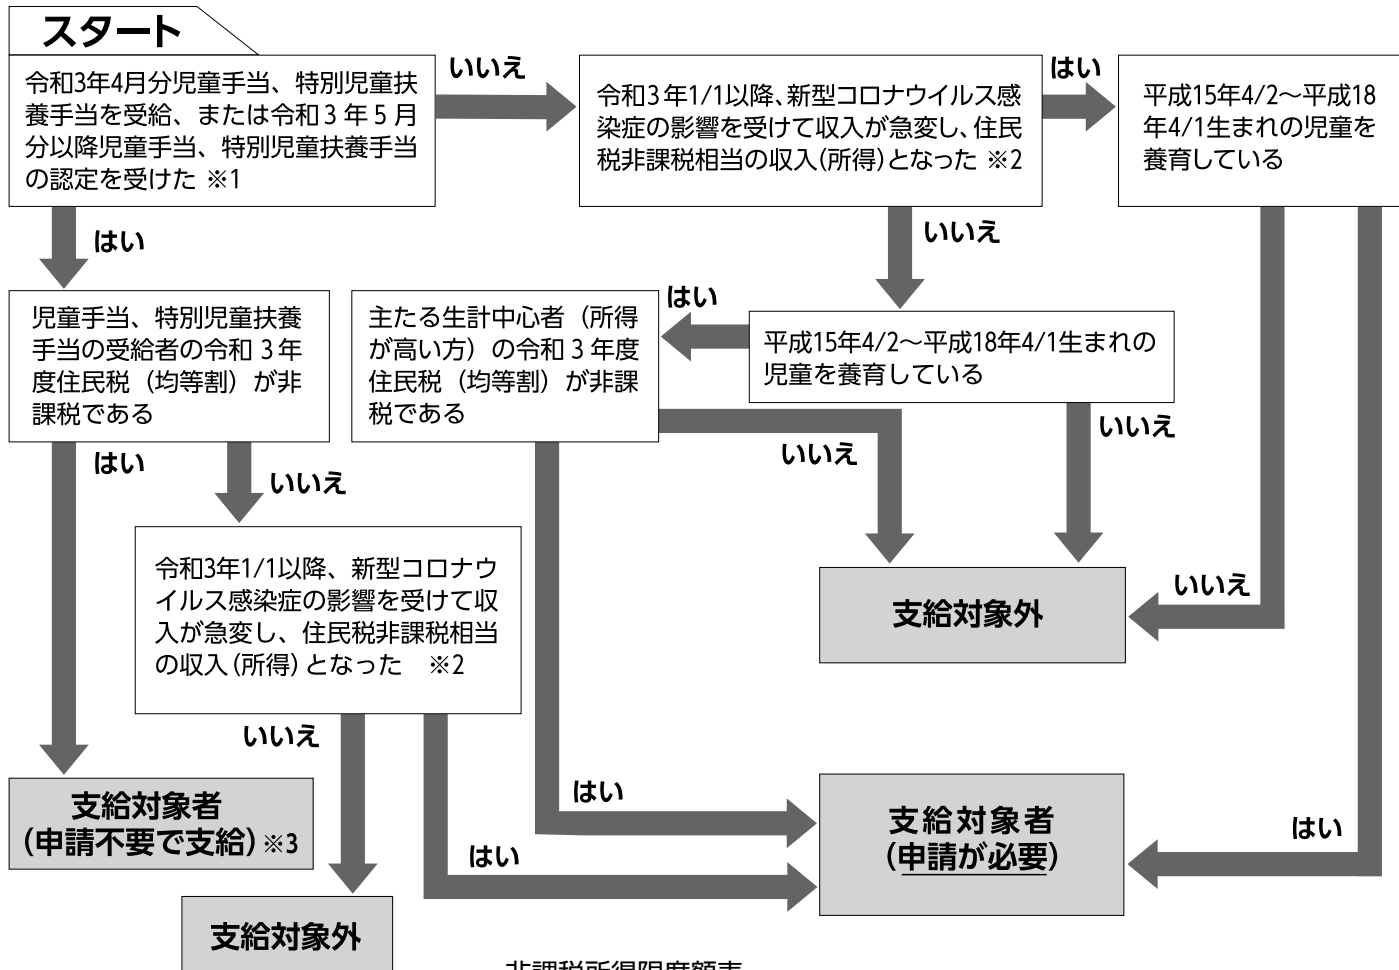 スタート
令和3年4月分児童手当、特別児童扶
養手当を受給、または令和3年5月
分以降児童手当、特別児童扶養手当
の認定を受けた ※1
いいえ
令和3年1/1以降、新型コロナウイルス感
染症の影響を受けて収入が急変し、住民
税非課税相当の収入(所得)となった ※2
はい
平成15年4/2～平成18
年4/1生まれの児童を
養育している
はい
いいえ
児童手当、特別児童扶養
手当の受給者の令和3年
度住民税（均等割）が非
課税である
主たる生計中心者（所得
が高い方）の令和3年度
住民税（均等割）が非課
税である
はい
平成15年4/2～平成18年4/1生まれの
児童を養育している
はい
いいえ
いいえ
いいえ
令和3年1/1以降、新型コロナウ
イルス感染症の影響を受けて収
入が急変し、住民税非課税相当
の収入(所得)となった ※2
支給対象外
いいえ
いいえ
はい
はい
はい
支給対象者
(申請不要で支給)※3
支給対象者
(申請が必要)
支給対象外
非課税所得限度額表